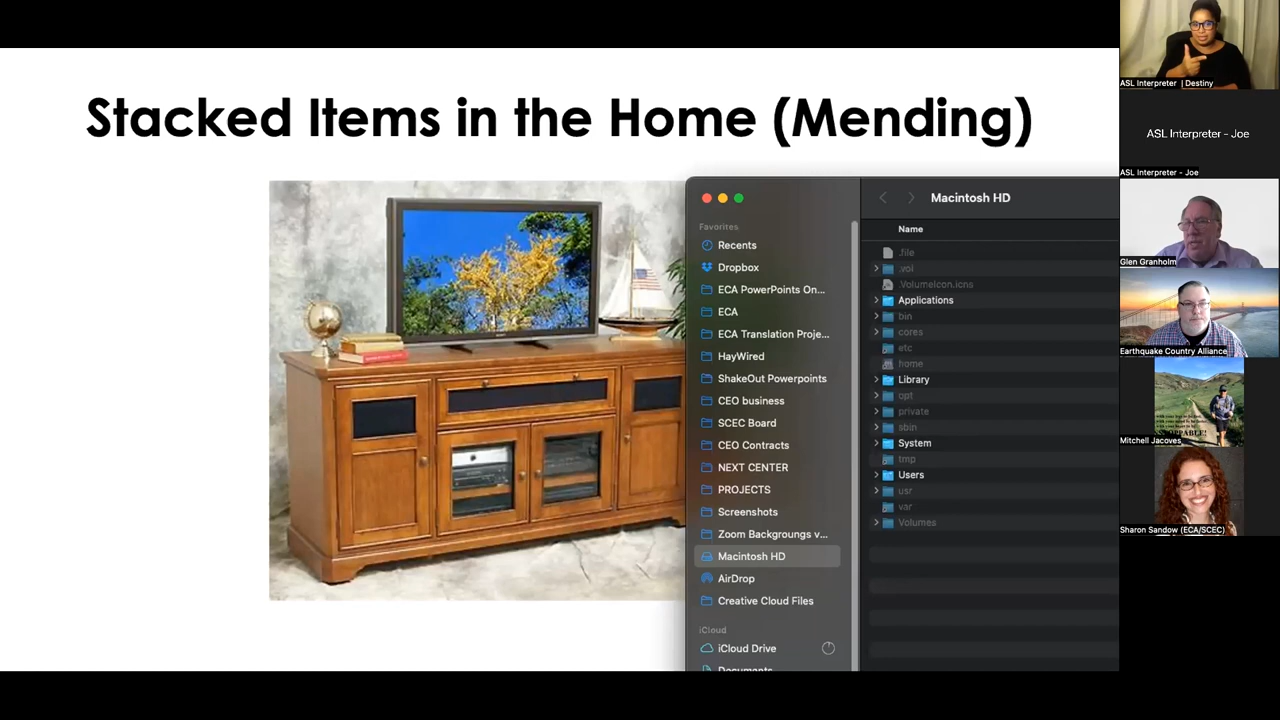 Stacked Items in the Home (Mending)
Macintosh HD
Favorites
Recents
Dropbox
ECA PowerPoints On...
ECA
ECA Translation Proje...
HayWired
ShakeOut Powerpoints
CEO business
SCEC Board
CEO Contracts
NEXT CENTER
PROJECTS
Screenshots
Zoom Backgroungs v...
Macintosh HD
AirDrop
Creative Cloud Files
iCloud
iCloud Drive
Documents
Name
.file
.vol
.VolumeIcon.icns
Applications
bin
cores
etc
home
Library
opt
private
sbin
System
tmp
Users
usr
var
Volumes
ASL Interpreter | Destiny
ASL Interpreter - Joe
ASL Interpreter - Joe
Glen Granholm
Earthquake Country Alliance
Mitchell Jacoves
Sharon Sandow (ECA/SCEC)